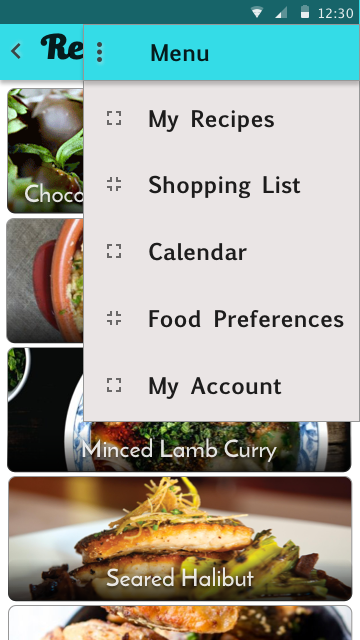 12:30
Re
Menu
My Recipes
Choco
Shopping List
Calendar
Food Preferences
My Account
Minced Lamb Curry
Seared Halibut